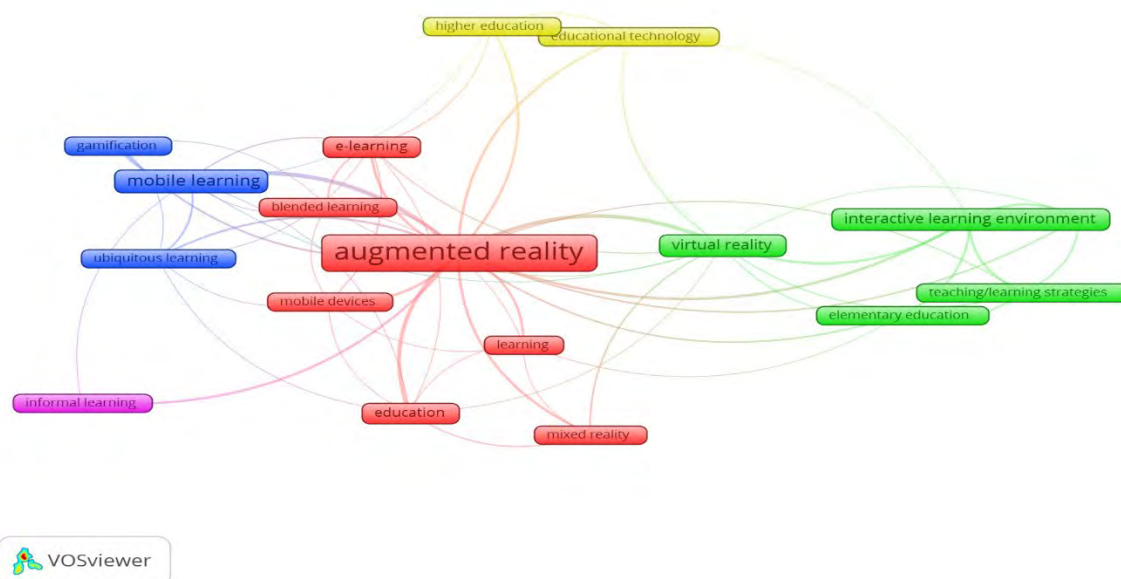 higher education
educational technology
gamification
e-learning
mobile learning
blended learning
interactive learning environment
virtual reality
augmented reality
ubiquitous learning
teaching/learning strategies
mobile devices
elementary education
learning
informal learning
education
mixed reality
VOSviewer